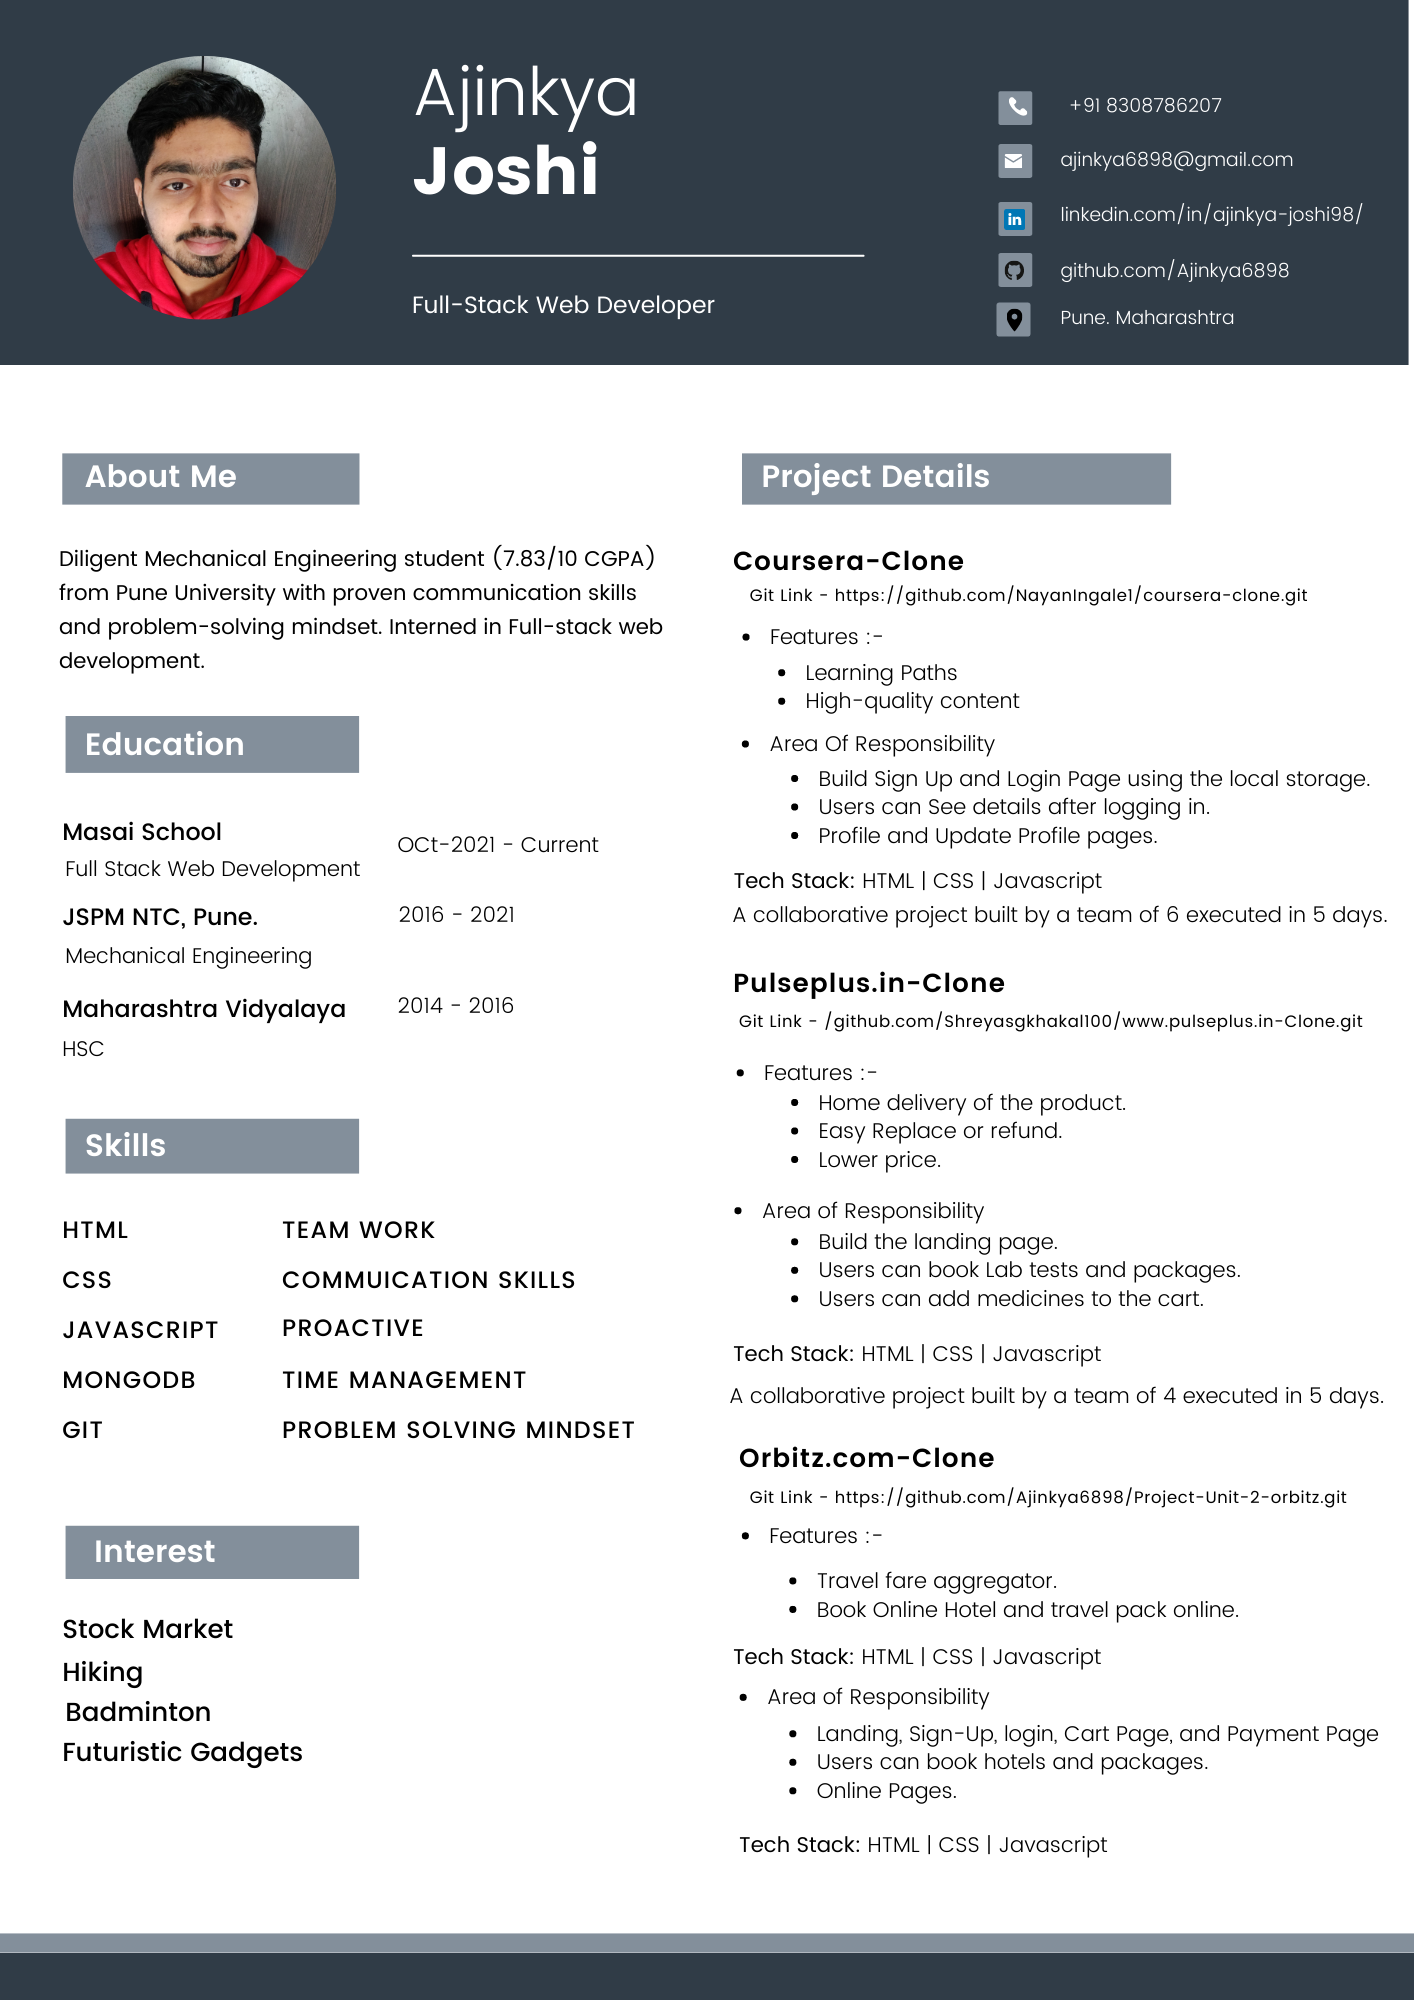 Ajinkya
Joshi
Full-Stack Web Developer
+91 8308786207
ajinkya6898@gmail.com
linkedin.com/in/ajinkya-joshi98/
github.com/Ajinkya6898
Pune. Maharashtra
About Me
Diligent Mechanical Engineering student (7.83/10 CGPA)
from Pune University with proven communication skills
and problem-solving mindset. Interned in Full-stack web
development.
Education
Masai School
OCt-2021 - Current
Full Stack Web Development
JSPM NTC, Pune.
2016 - 2021
Mechanical Engineering
Maharashtra Vidyalaya
2014 - 2016
HSC
Skills
HTML
CSS
JAVASCRIPT
MONGODB
GIT
TEAM WORK
COMMUICATION SKILLS
PROACTIVE
TIME MANAGEMENT
PROBLEM SOLVING MINDSET
Interest
Stock Market
Hiking
Badminton
Futuristic Gadgets
Project Details
Coursera-Clone
Git Link - https://github.com/NayanIngale1/coursera-clone.git
• Features :-
• Learning Paths
• High-quality content
• Area Of Responsibility
• Build Sign Up and Login Page using the local storage.
• Users can See details after logging in.
• Profile and Update Profile pages.
Tech Stack: HTML | CSS | Javascript
A collaborative project built by a team of 6 executed in 5 days.
Pulseplus.in-Clone
Git Link - /github.com/Shreyasgkhakal100/www.pulseplus.in-Clone.git
• Features :-
• Home delivery of the product.
• Easy Replace or refund.
• Lower price.
• Area of Responsibility
• Build the landing page.
• Users can book Lab tests and packages.
• Users can add medicines to the cart.
Tech Stack: HTML | CSS | Javascript
A collaborative project built by a team of 4 executed in 5 days.
Orbitz.com-Clone
Git Link - https://github.com/Ajinkya6898/Project-Unit-2-orbitz.git
• Features :-
• Travel fare aggregator.
• Book Online Hotel and travel pack online.
Tech Stack: HTML | CSS | Javascript
• Area of Responsibility
• Landing, Sign-Up, login, Cart Page, and Payment Page
• Users can book hotels and packages.
• Online Pages.
Tech Stack: HTML | CSS | Javascript